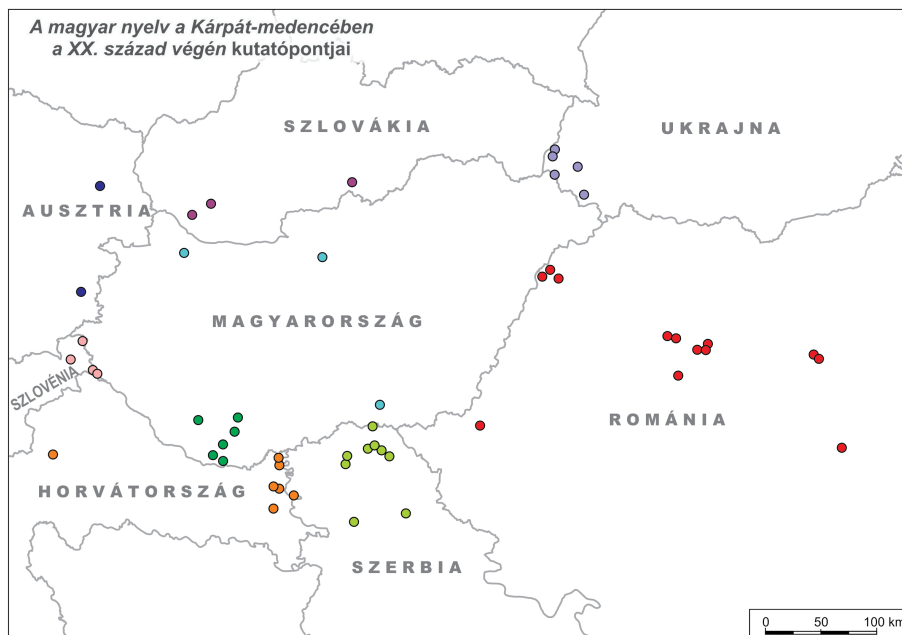 A magyar nyelv a Kárpát-medencében
a XX. század végén kutatópontjai
SZLOVÁKIA
UKRAJNA
AUSZTRIA
MAGYARORSZÁG
SZLOVÉNIA
ROMÁNIA
HORVÁTORSZÁG
SZERBIA
0 50 100 km